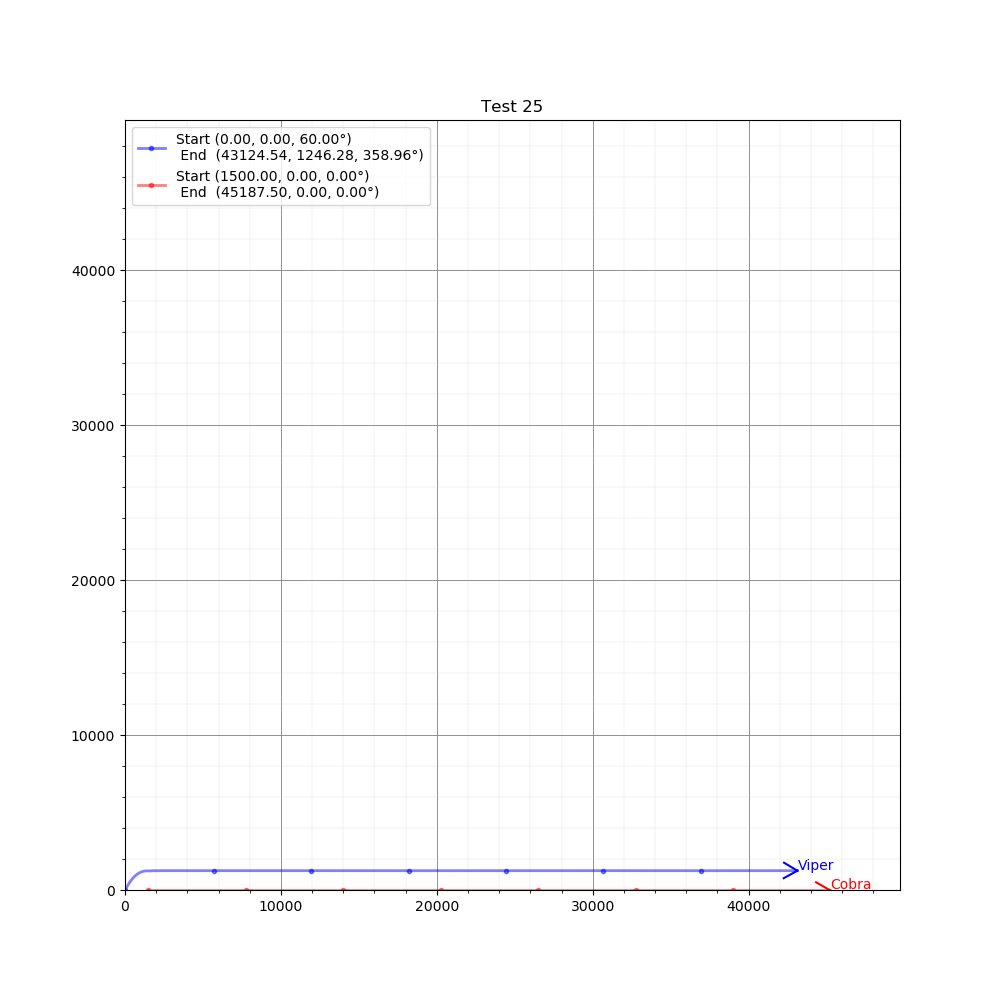 Test 25
Start (0.00, 0.00, 60.00°)
End (43124.54, 1246.28, 358.96°)
Start (1500.00, 0.00, 0.00°)
End (45187.50, 0.00, 0.00°)
40000
30000
20000
10000
0
Viper
Cobra
0 10000 20000 30000 40000